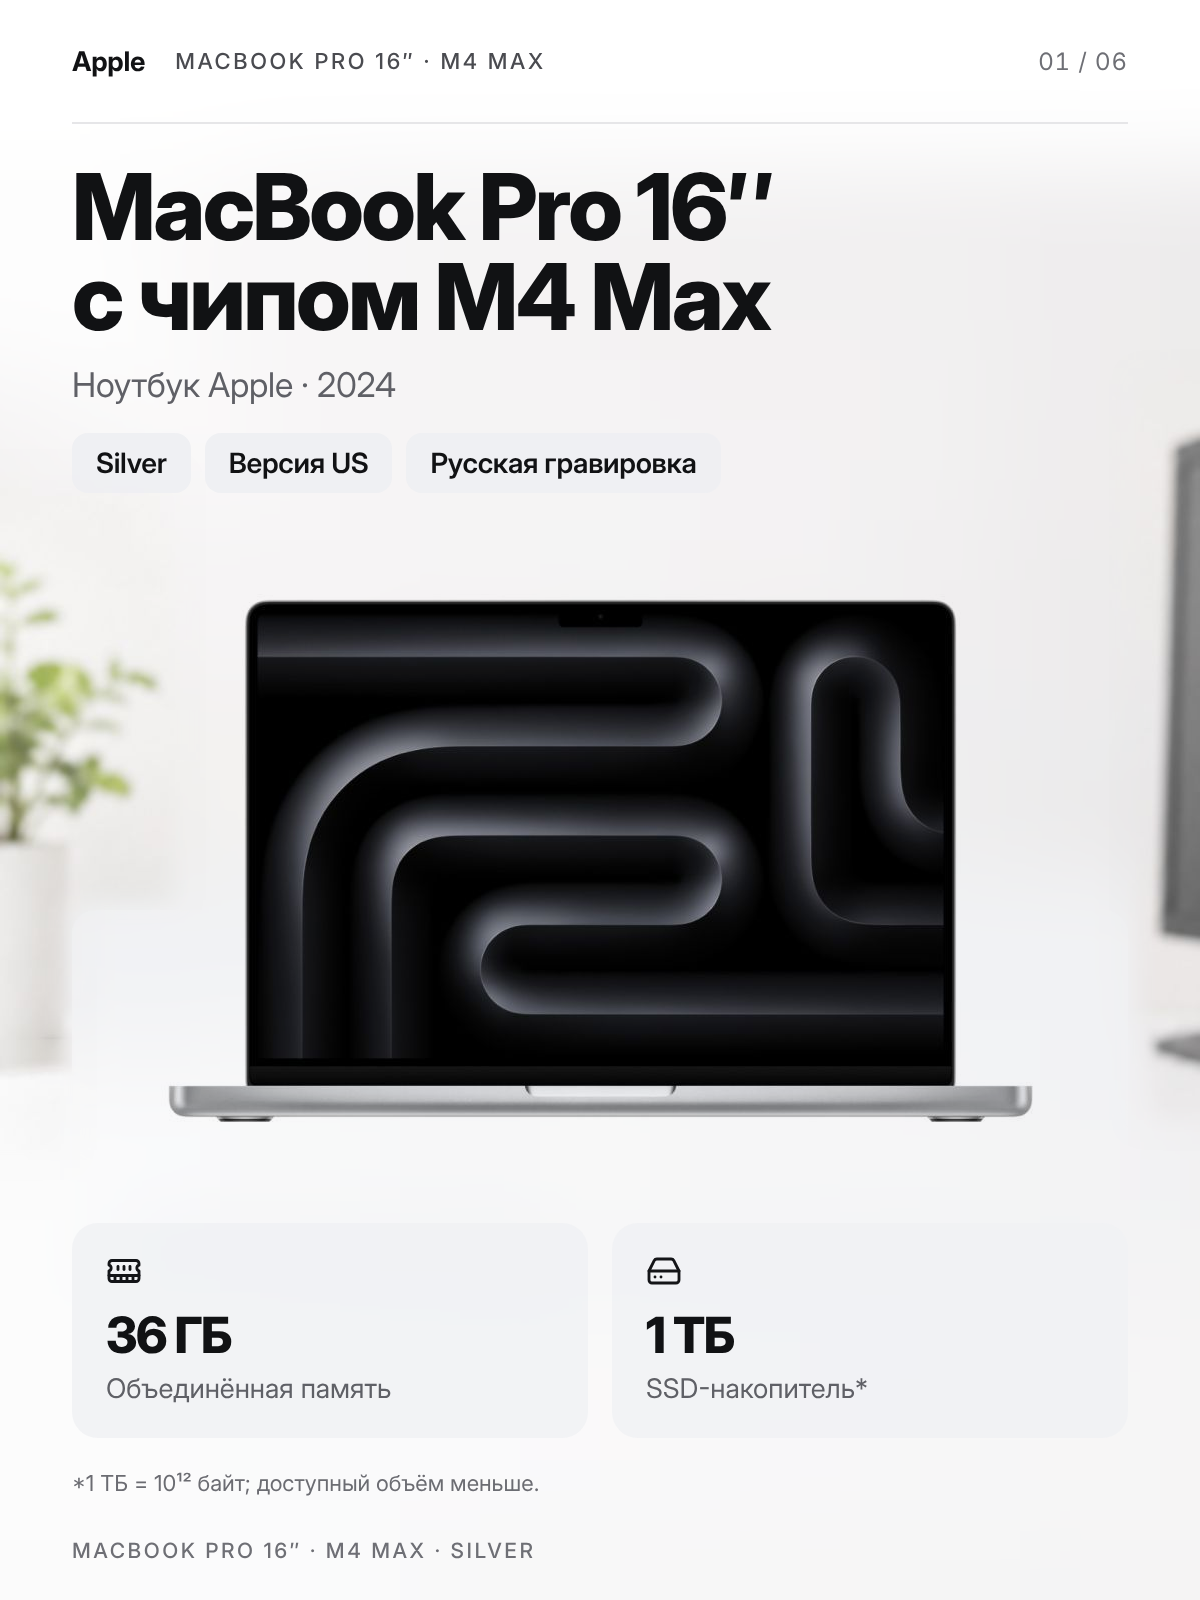 Apple MACBOOK PRO 16″ · M4 MAX 01 / 06
MacBook Pro 16″
с чипом M4 Max
Ноутбук Apple · 2024
Silver Версия US Русская гравировка
36 ГБ 1 ТБ
Объединённая память SSD-накопитель*
*1 ТБ = 10¹² байт; доступный объём меньше.
MACBOOK PRO 16″ · M4 MAX · SILVER